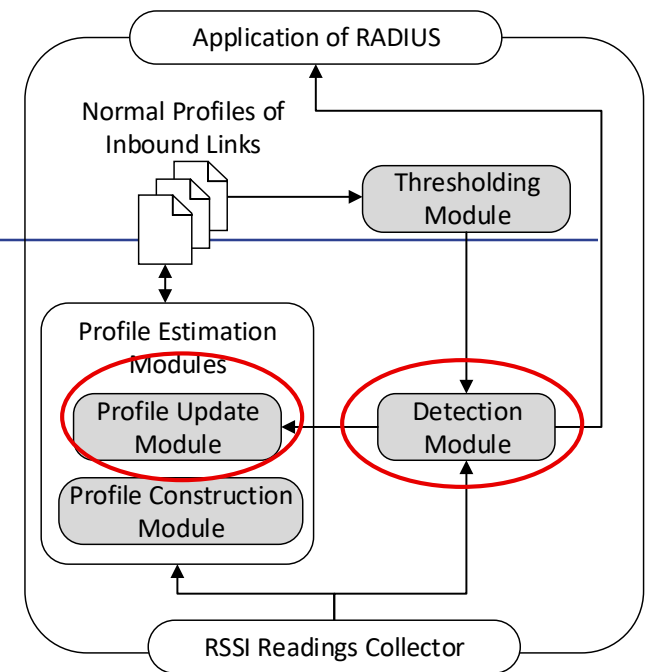 Application of RADIUS
Normal Profiles of
Inbound Links
Thresholding
Module
Profile Estimation
Modules
Profile Update
Module
Detection
Module
Profile Construction
Module
RSSI Readings Collector